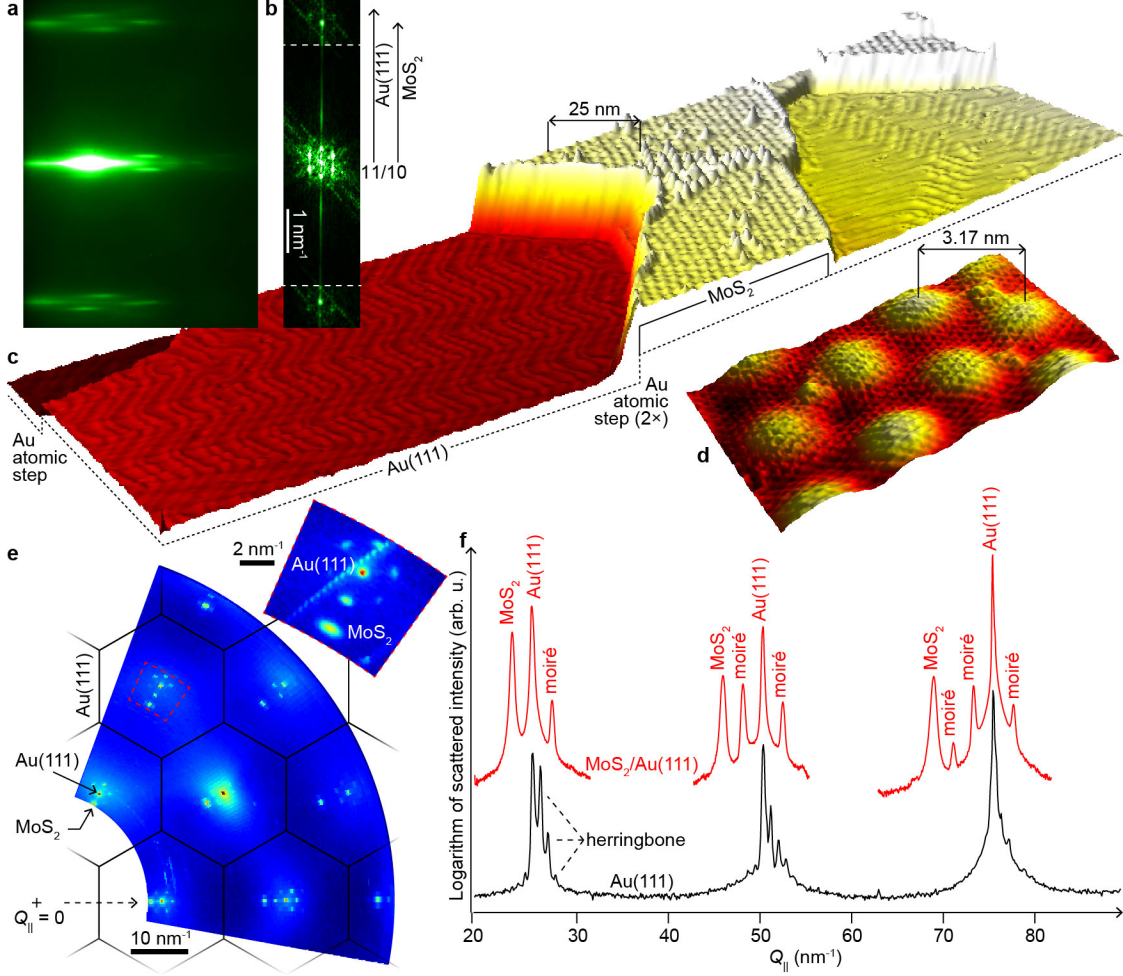 a
b
Au(111)
MoS₂
11/10
1 nm⁻¹
25 nm
MoS₂
3.17 nm
c
Au
atomic
step
Au(111)
Au
atomic
step (2×)
d
e
2 nm⁻¹
Au(111)
MoS₂
Au(111)
Au(111)
MoS₂
Q|| = 0
10 nm⁻¹
f
Logarithm of scattered intensity (arb. u.)
MoS₂
Au(111)
moiré
MoS₂
moiré
Au(111)
moiré
MoS₂
moiré
moiré
Au(111)
moiré
MoS₂/Au(111)
herringbone
Au(111)
20 30 40 50 60 70 80
Q|| (nm⁻¹)